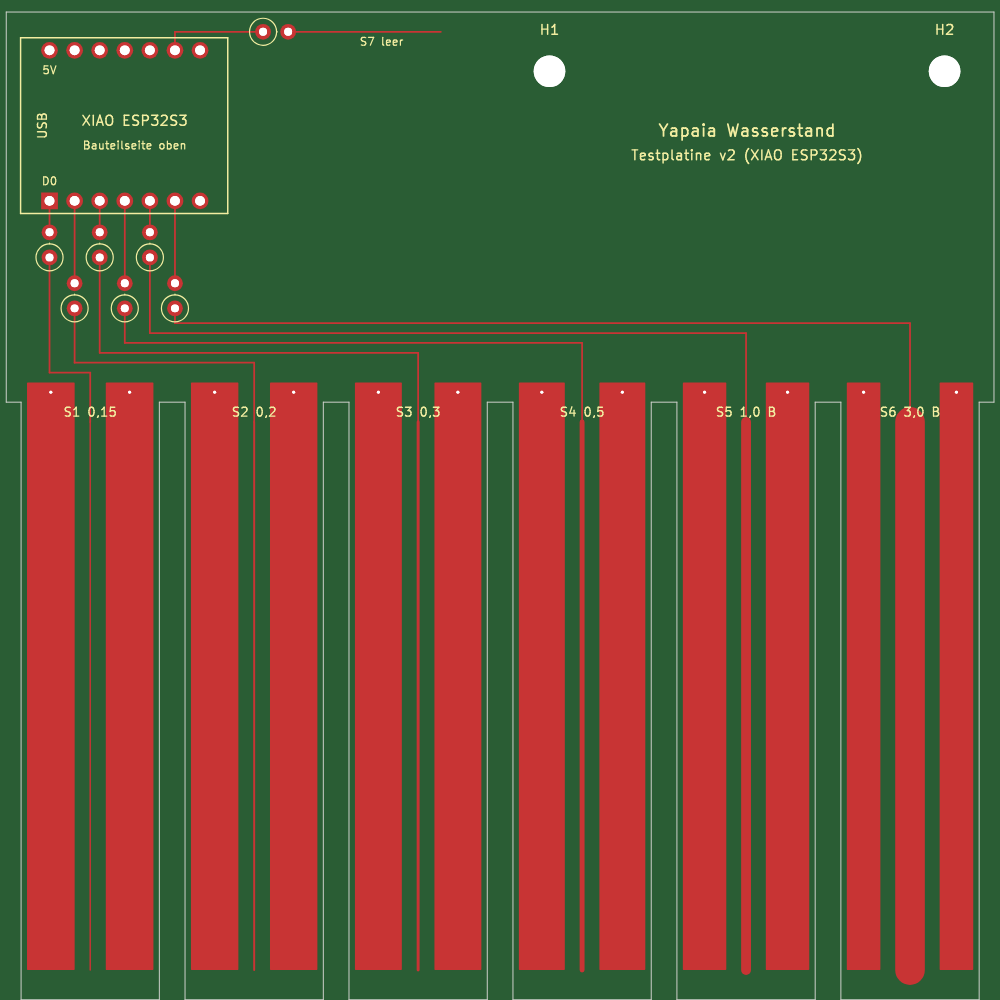 H1
H2
S7 leer
5V
USB
XIAO ESP32S3
Bauteilseite oben
D0
Yapaia Wasserstand
Testplatine v2 (XIAO ESP32S3)
S1 0,15
S2 0,2
S3 0,3
S4 0,5
S5 1,0 B
S6 3,0 B